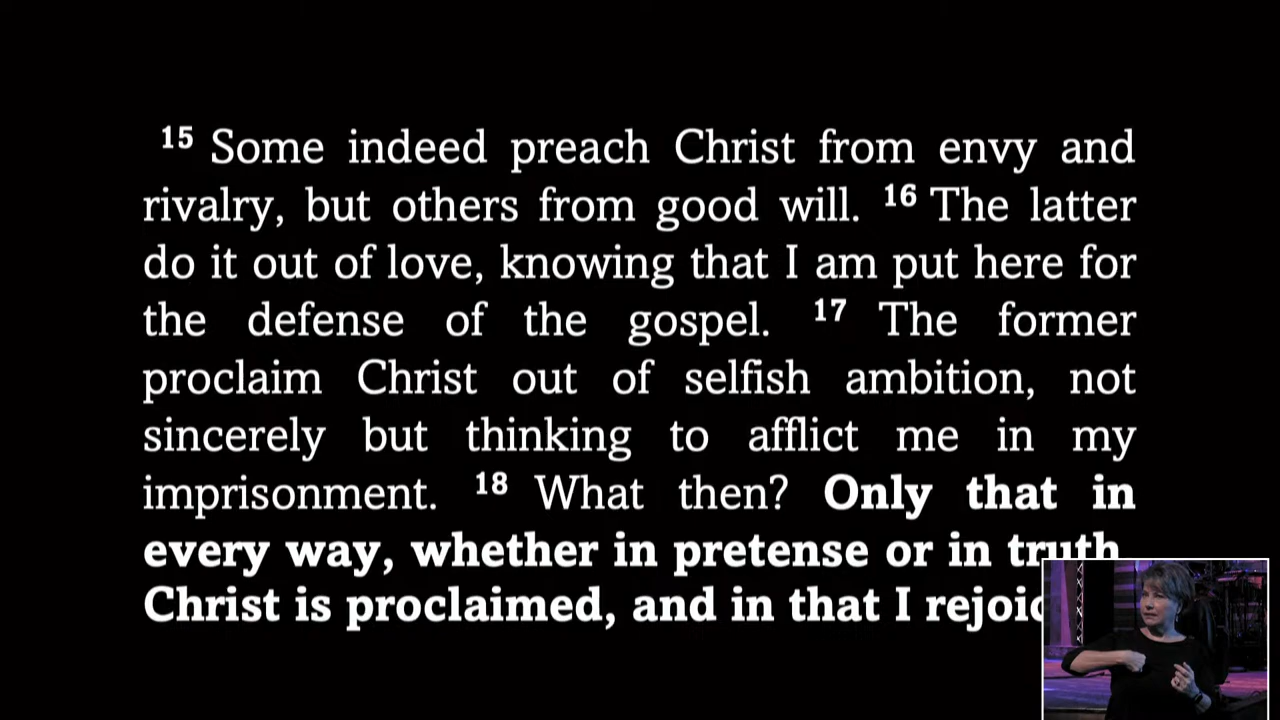 15 Some indeed preach Christ from envy and
rivalry, but others from good will. 16 The latter
do it out of love, knowing that I am put here for
the defense of the gospel. 17 The former
proclaim Christ out of selfish ambition, not
sincerely but thinking to afflict me in my
imprisonment. 18 What then? Only that in
every way, whether in pretense or in truth
Christ is proclaimed, and in that I